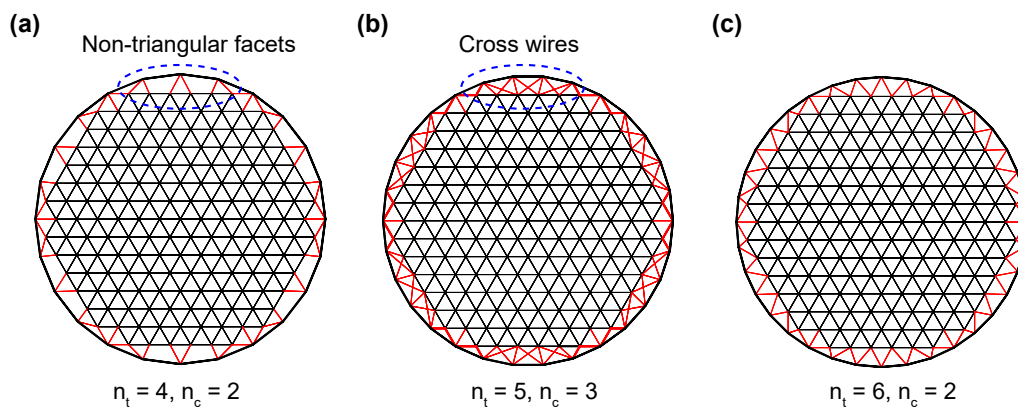 (a)
Non-triangular facets
(b)
Cross wires
(c)
n_t = 4, n_c = 2
n_t = 5, n_c = 3
n_t = 6, n_c = 2